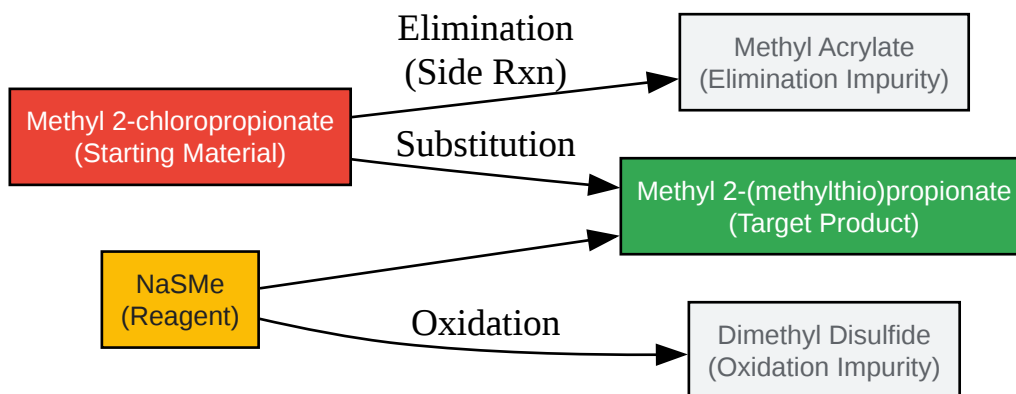 Elimination
(Side Rxn)
Methyl Acrylate
(Elimination Impurity)
Methyl 2-chloropropionate
(Starting Material)
Substitution
Methyl 2-(methylthio)propionate
(Target Product)
NaSMe
(Reagent)
Oxidation
Dimethyl Disulfide
(Oxidation Impurity)